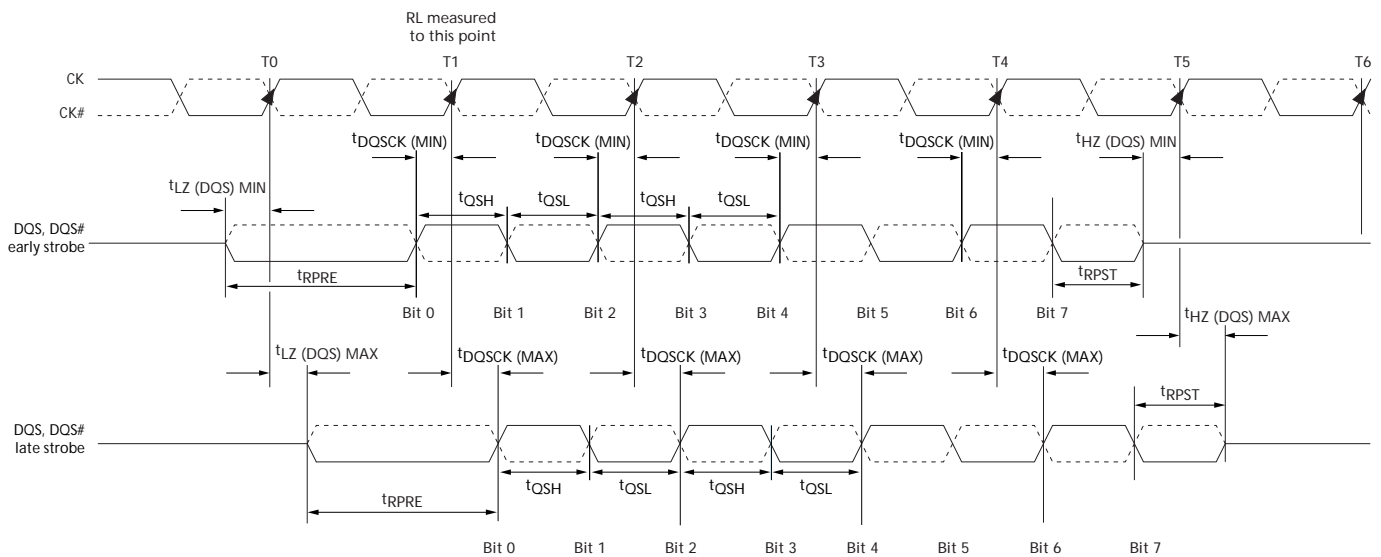 RL measured
to this point
T0 T1 T2 T3 T4 T5 T6
CK
CK#
tDQSCK (MIN) tDQSCK (MIN) tDQSCK (MIN) tDQSCK (MIN) tHZ (DQS) MIN
tLZ (DQS) MIN
tQSH tQSL tQSH tQSL
DQS, DQS#
early strobe
tRPRE tRPST
Bit 0 Bit 1 Bit 2 Bit 3 Bit 4 Bit 5 Bit 6 Bit 7
tHZ (DQS) MAX
tLZ (DQS) MAX tDQSCK (MAX) tDQSCK (MAX) tDQSCK (MAX) tDQSCK (MAX)
tRPST
DQS, DQS#
late strobe
tQSH tQSL tQSH tQSL
tRPRE
Bit 0 Bit 1 Bit 2 Bit 3 Bit 4 Bit 5 Bit 6 Bit 7